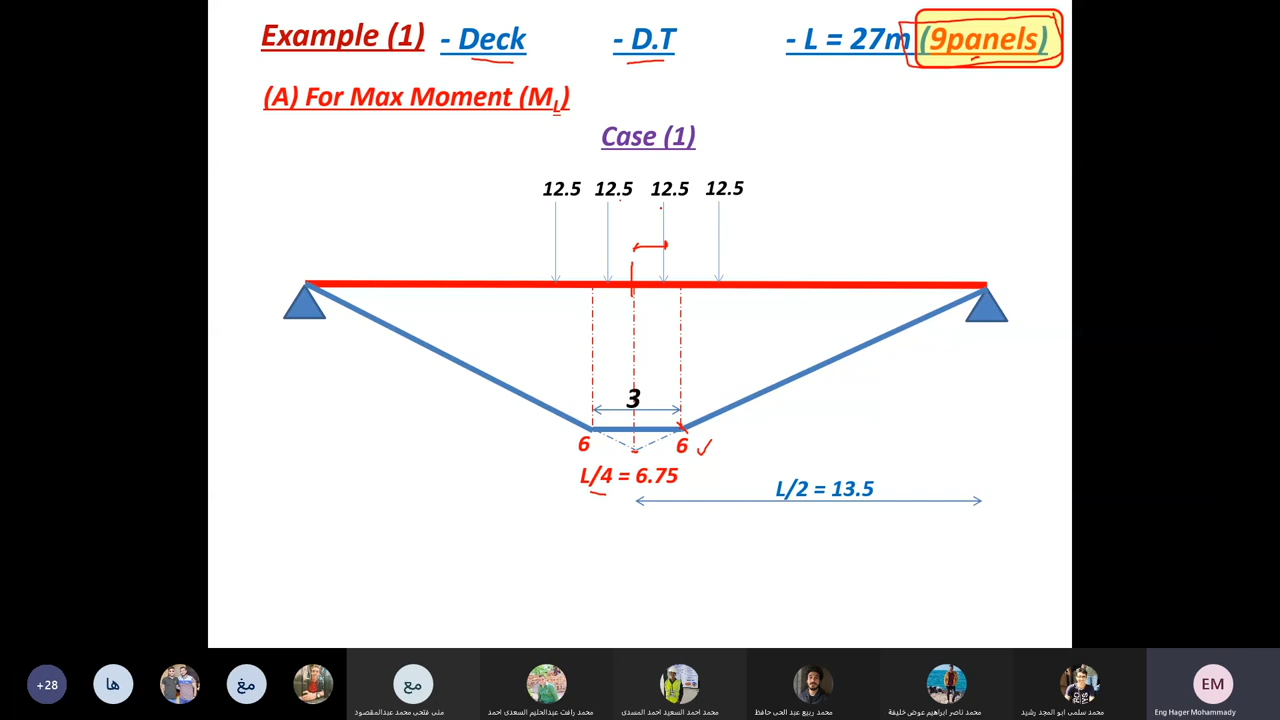 Example (1) - Deck - D.T - L = 27m (9panels)
(A) For Max Moment (ML)
Case (1)
12.5 12.5 12.5 12.5
3
6 6
L/4 = 6.75
L/2 = 13.5
+28 ها مغ مع EM
منى فتحى محمد عبدالمقصود محمد رافت عبدالحليم السعدى احمد محمد احمد السعيد احمد المسدى محمد ربيع عبد الحى حافظ محمد ناصر ابراهيم عوض خليفة محمد سلمى ابو المجد رشيد Eng Hager Mohammady